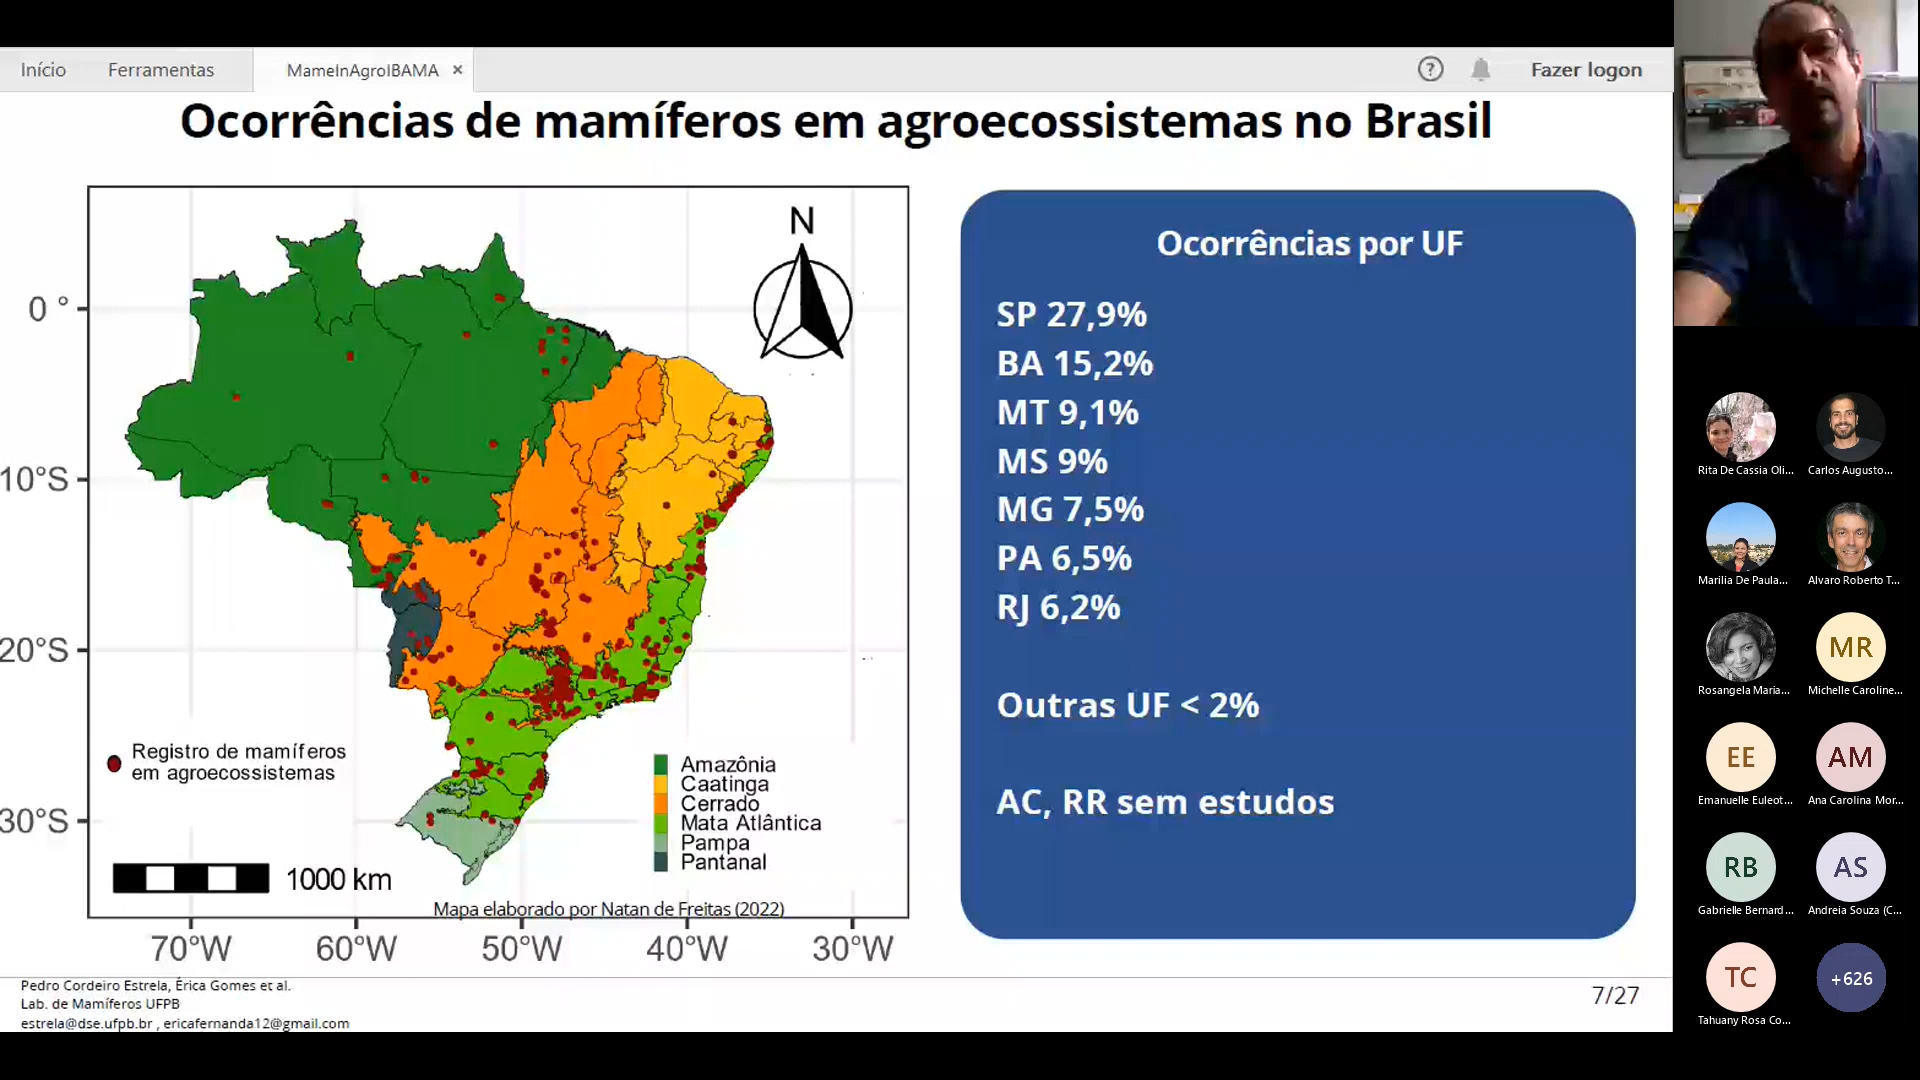 Início
Ferramentas
MameInAgroIBAMA ×
?
Fazer logon
Ocorrências de mamíferos em agroecossistemas no Brasil
N
0 °
10°S
20°S
30°S
70°W
60°W
50°W
40°W
30°W
Registro de mamíferos
em agroecossistemas
1000 km
Amazônia
Caatinga
Cerrado
Mata Atlântica
Pampa
Pantanal
Mapa elaborado por Natan de Freitas (2022)
Ocorrências por UF
SP 27,9%
BA 15,2%
MT 9,1%
MS 9%
MG 7,5%
PA 6,5%
RJ 6,2%
Outras UF < 2%
AC, RR sem estudos
Pedro Cordeiro Estrela, Érica Gomes et al.
Lab. de Mamíferos UFPB
estrela@dse.ufpb.br , ericafernanda12@gmail.com
7/27
Rita De Cassia Oli...
Carlos Augusto...
Marilia De Paula...
Alvaro Roberto T...
Rosangela Maria...
MR
Michelle Caroline...
EE
Emanuelle Euleot...
AM
Ana Carolina Mor...
RB
Gabrielle Bernard...
AS
Andreia Souza (C...
TC
Tahuany Rosa Co...
+626